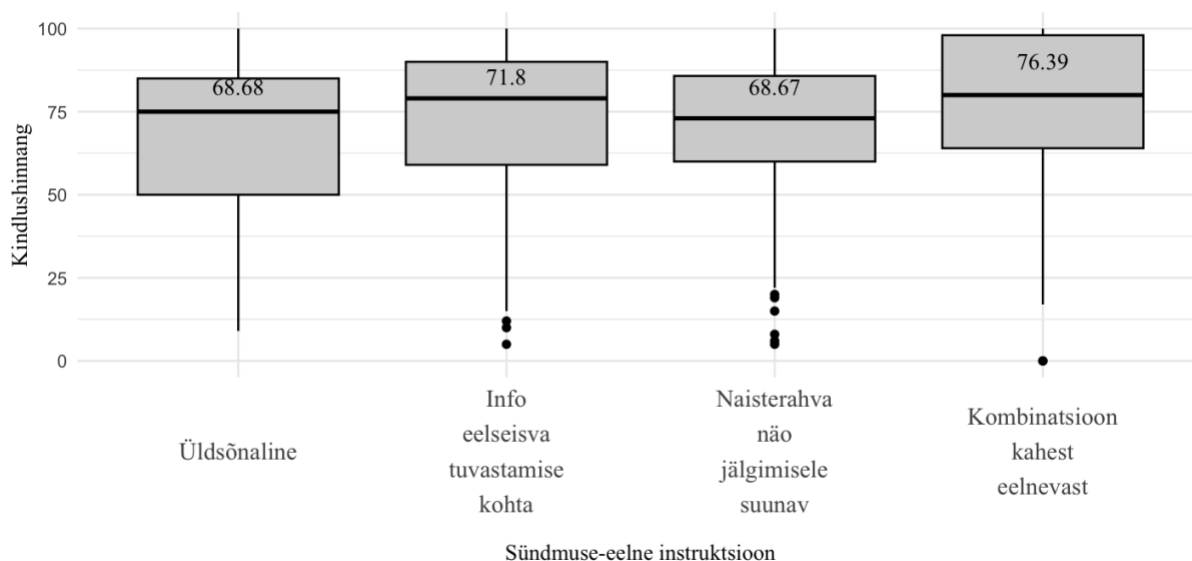 100
75
50
25
0
Kindlushinnang
68.68
71.8
68.67
76.39
Üldsõnaline
Info
eelseisva
tuvastamise
kohta
Naisterahva
näo
jälgimisele
suunav
Kombinatsioon
kahest
eelnevast
Sündmuse-eelne instruktsioon